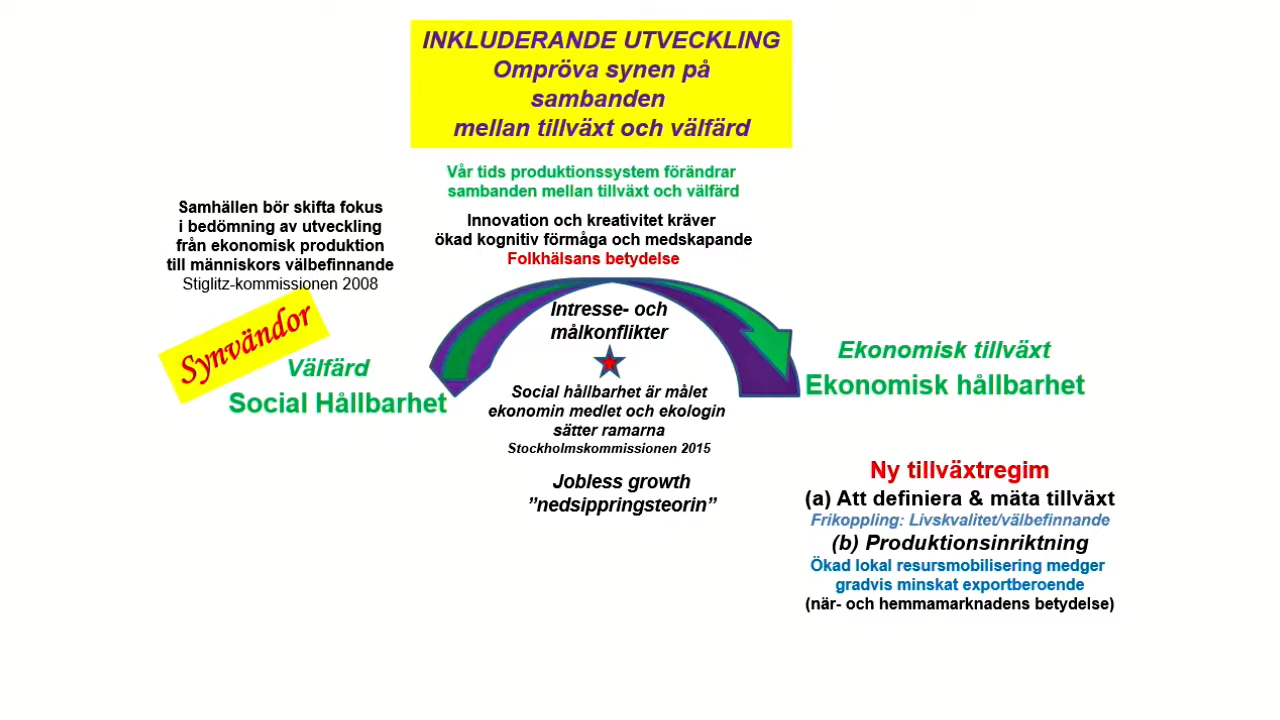 INKLUDERANDE UTVECKLING
Ompröva synen på
sambanden
mellan tillväxt och välfärd
Vår tids produktionssystem förändrar
sambanden mellan tillväxt och välfärd
Samhällen bör skifta fokus
i bedömning av utveckling
från ekonomisk produktion
till människors välbefinnande
Stiglitz-kommissionen 2008
Innovation och kreativitet kräver
ökad kognitiv förmåga och medskapande
Folkhälsans betydelse
Synvändor
Välfärd
Social Hållbarhet
Intresse- och
målkonflikter
Social hållbarhet är målet
ekonomin medlet och ekologin
sätter ramarna
Stockholmskommissionen 2015
Jobless growth
”nedsippringsteorin”
Ekonomisk tillväxt
Ekonomisk hållbarhet
Ny tillväxtregim
(a) Att definiera & mäta tillväxt
Frikoppling: Livskvalitet/välbefinnande
(b) Produktionsinriktning
Ökad lokal resursmobilisering medger
gradvis minskat exportberoende
(när- och hemmamarknadens betydelse)